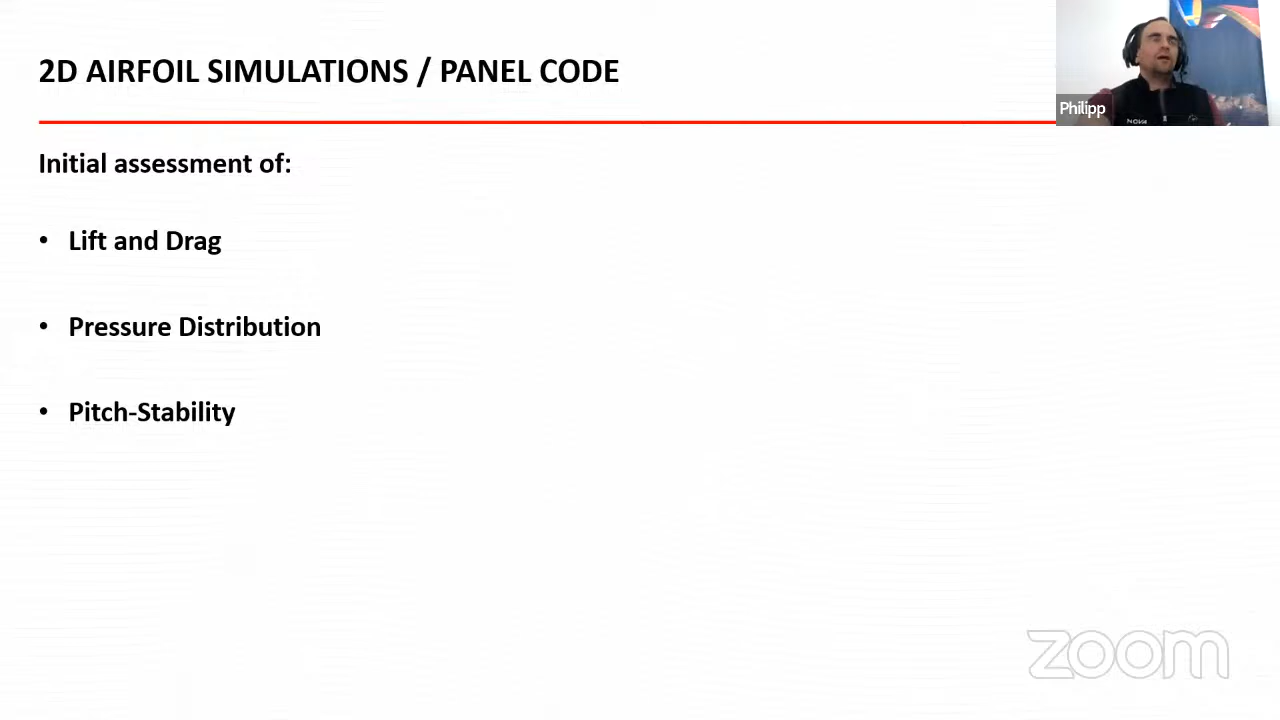 2D AIRFOIL SIMULATIONS / PANEL CODE
Philipp
Initial assessment of:
• Lift and Drag
• Pressure Distribution
• Pitch-Stability
zoom